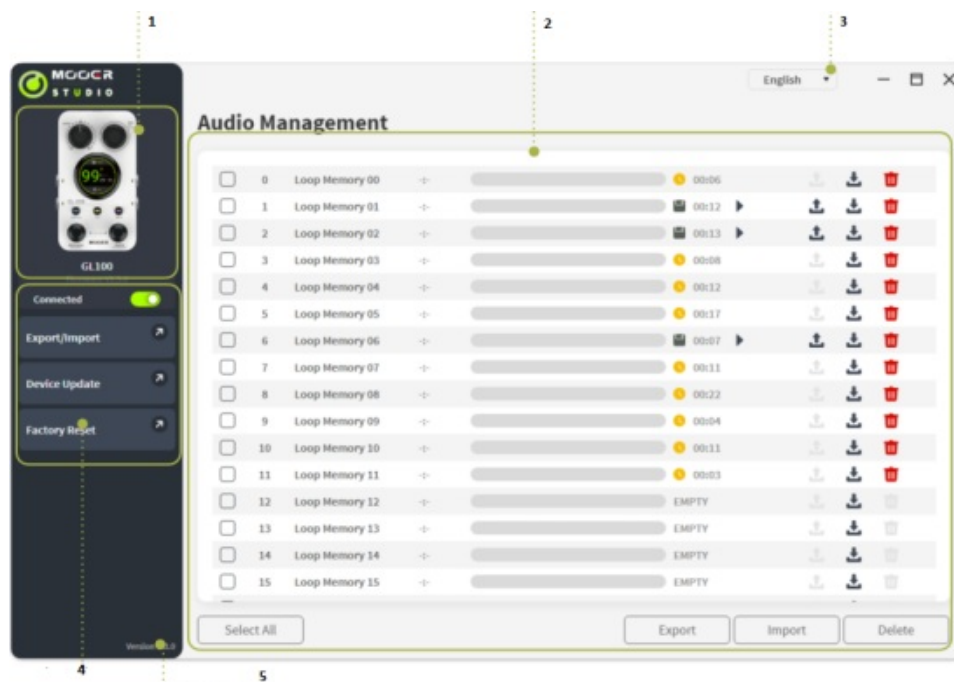 1
2
3
MOOER
STUDIO
English
Audio Management
GL100
Connected
Export/Import
Device Update
Factory Reset
0 Loop Memory 00 -:- 00:06
1 Loop Memory 01 -:- 00:12
2 Loop Memory 02 -:- 00:13
3 Loop Memory 03 -:- 00:08
4 Loop Memory 04 -:- 00:12
5 Loop Memory 05 -:- 00:17
6 Loop Memory 06 -:- 00:07
7 Loop Memory 07 -:- 00:11
8 Loop Memory 08 -:- 00:22
9 Loop Memory 09 -:- 00:04
10 Loop Memory 10 -:- 00:11
11 Loop Memory 11 -:- 00:03
12 Loop Memory 12 -:- EMPTY
13 Loop Memory 13 -:- EMPTY
14 Loop Memory 14 -:- EMPTY
15 Loop Memory 15 -:- EMPTY
Select All
Export
Import
Delete
4
5